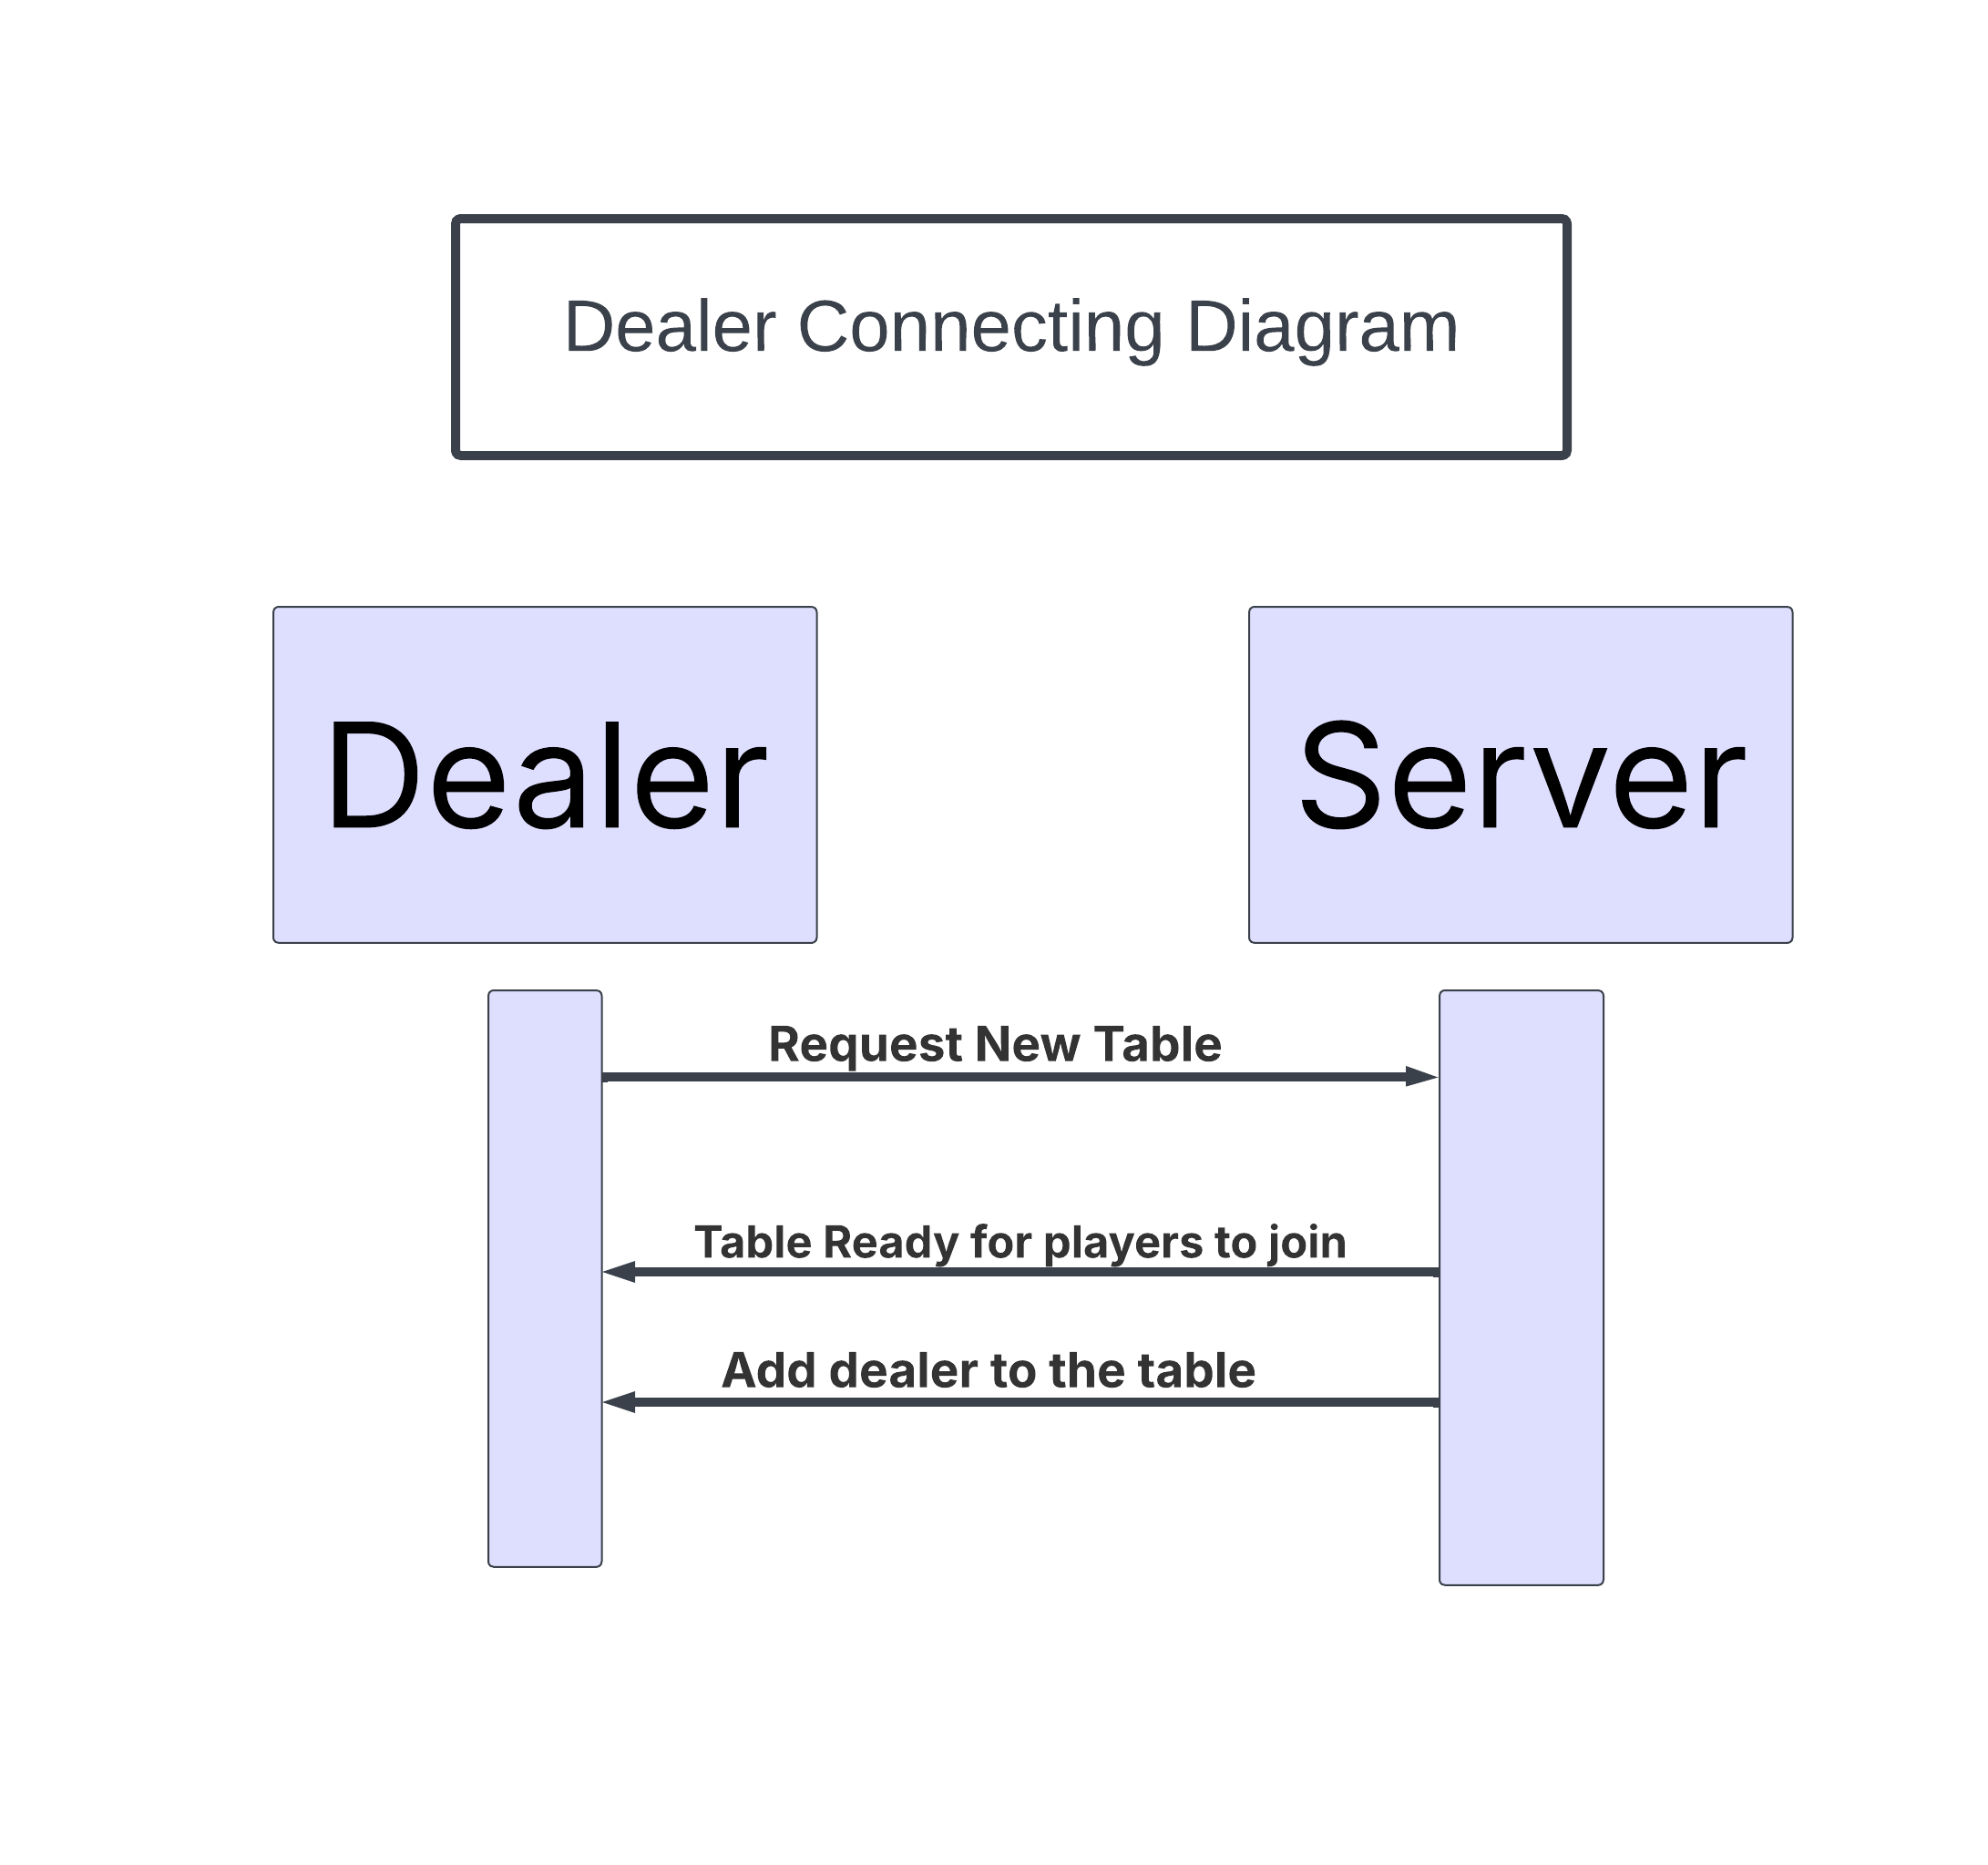 Dealer Connecting Diagram
Dealer
Server
Request New Table
Table Ready for players to join
Add dealer to the table